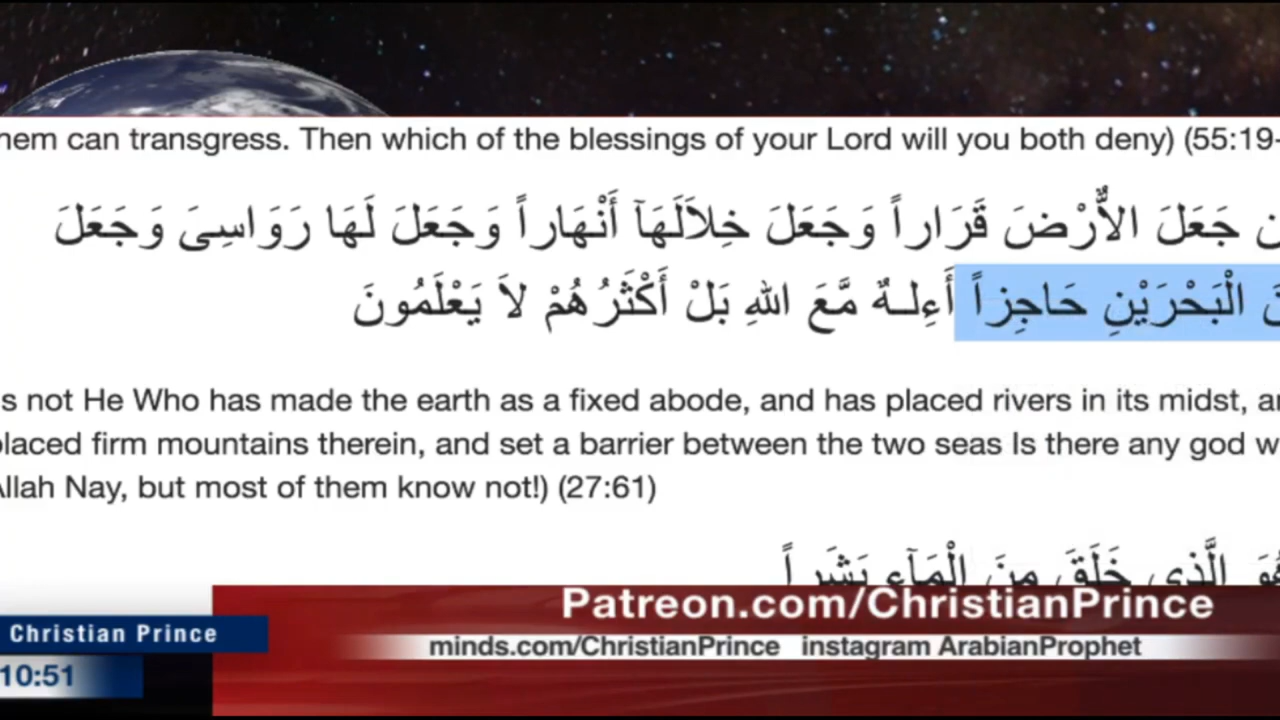 hem can transgress. Then which of the blessings of your Lord will you both deny) (55:19-
جَعَلَ الاٌّرْضَ قَرَاراً وَجَعَلَ خِلاَلَهَآ أَنْهَاراً وَجَعَلَ لَهَا رَوَاسِىَ وَجَعَلَ
الْبَحْرَيْنِ حَاجِزاً أَءِلـهٌ مَّعَ اللهِ بَلْ أَكْثَرُهُمْ لاَ يَعْلَمُونَ
s not He Who has made the earth as a fixed abode, and has placed rivers in its midst, a
placed firm mountains therein, and set a barrier between the two seas Is there any god w
Allah Nay, but most of them know not!) (27:61)
الَّذِى خَلَقَ مِنَ الْمَآءِ بَشَراً
Patreon.com/ChristianPrince
Christian Prince
minds.com/ChristianPrince instagram ArabianProphet
10:51